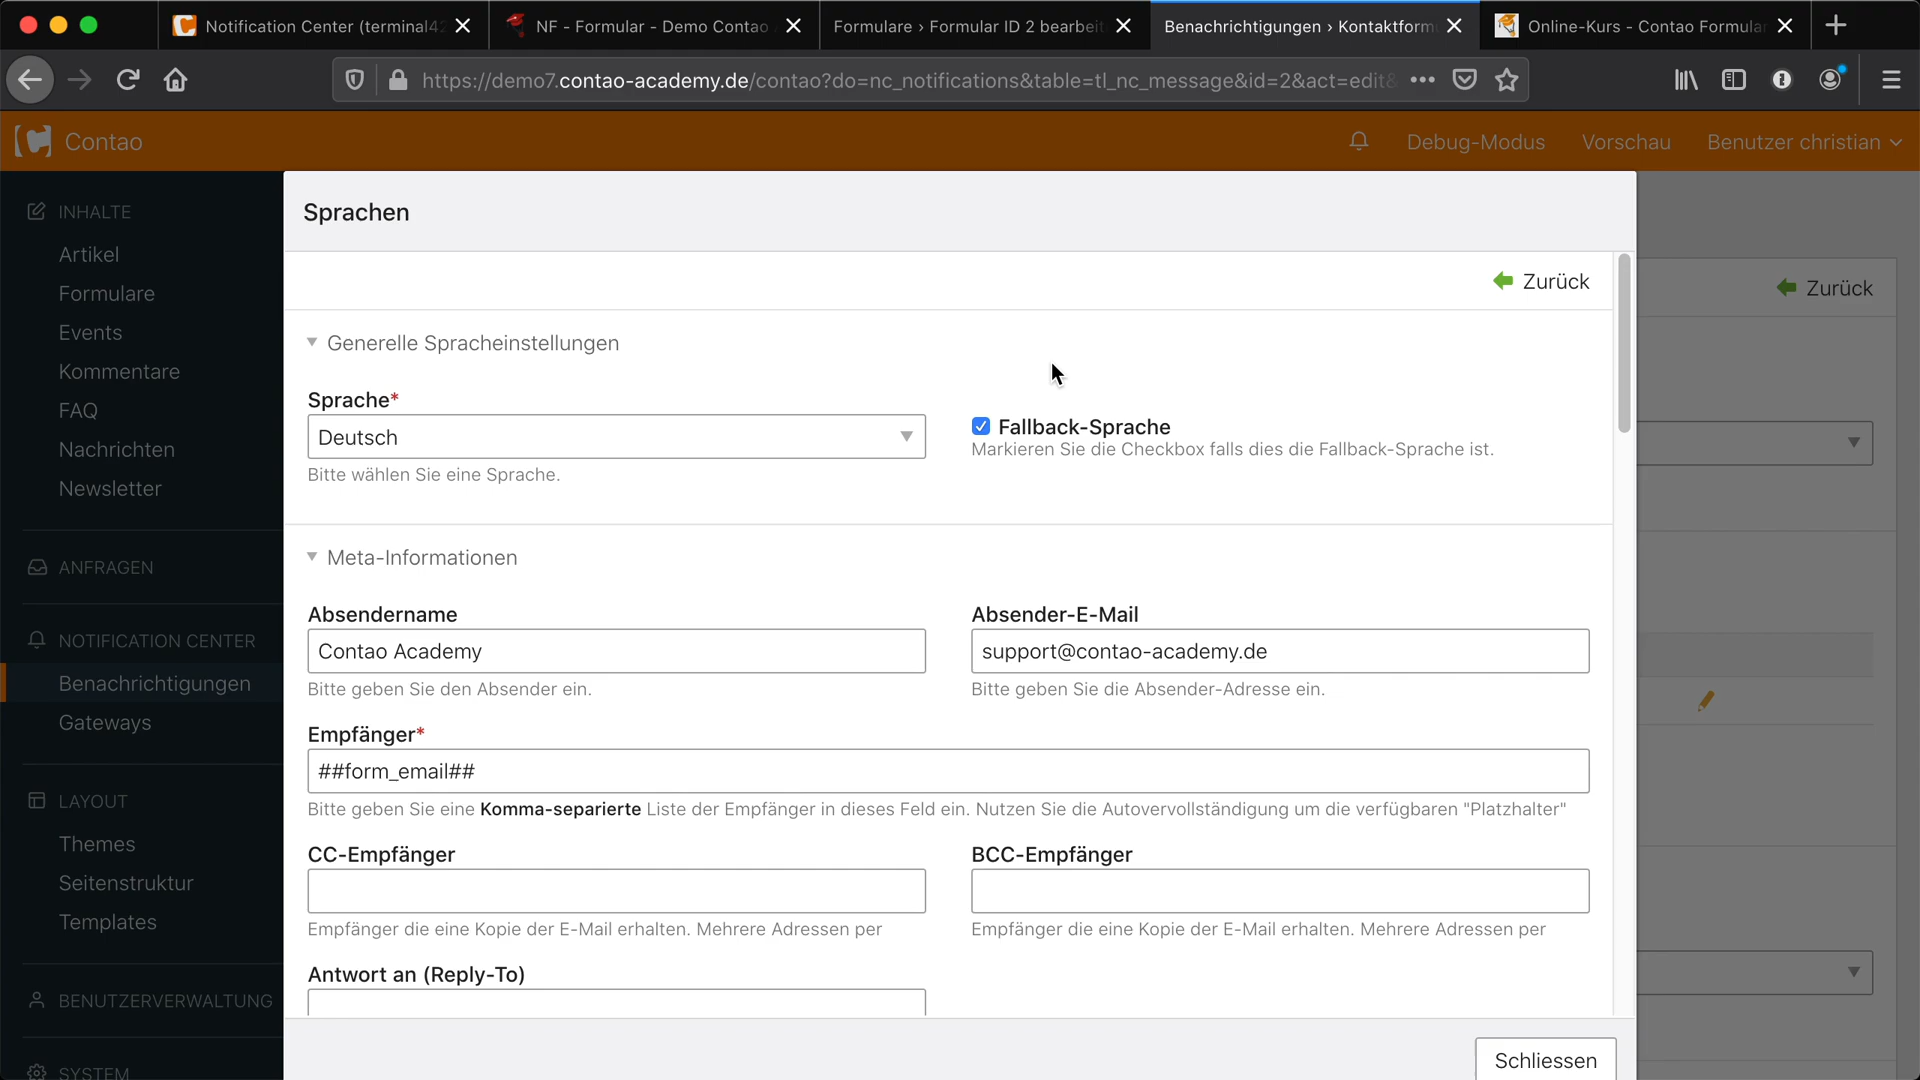 Notification Center (terminal42
NF - Formular - Demo Contao
Formulare › Formular ID 2 bearbeit
Benachrichtigungen › Kontaktform
Online-Kurs - Contao Formular
https://demo7.contao-academy.de/contao?do=nc_notifications&table=tl_nc_message&id=2&act=edit&
Contao
Debug-Modus
Vorschau
Benutzer christian
INHALTE
Artikel
Formulare
Events
Kommentare
FAQ
Nachrichten
Newsletter
ANFRAGEN
NOTIFICATION CENTER
Benachrichtigungen
Gateways
LAYOUT
Themes
Seitenstruktur
Templates
BENUTZERVERWALTUNG
SYSTEM
Sprachen
Zurück
Zurück
Generelle Spracheinstellungen
Sprache*
Deutsch
Bitte wählen Sie eine Sprache.
Fallback-Sprache
Markieren Sie die Checkbox falls dies die Fallback-Sprache ist.
Meta-Informationen
Absendername
Contao Academy
Bitte geben Sie den Absender ein.
Absender-E-Mail
support@contao-academy.de
Bitte geben Sie die Absender-Adresse ein.
Empfänger*
##form_email##
Bitte geben Sie eine Komma-separierte Liste der Empfänger in dieses Feld ein. Nutzen Sie die Autovervollständigung um die verfügbaren "Platzhalter"
CC-Empfänger
Empfänger die eine Kopie der E-Mail erhalten. Mehrere Adressen per
BCC-Empfänger
Empfänger die eine Kopie der E-Mail erhalten. Mehrere Adressen per
Antwort an (Reply-To)
Schliessen